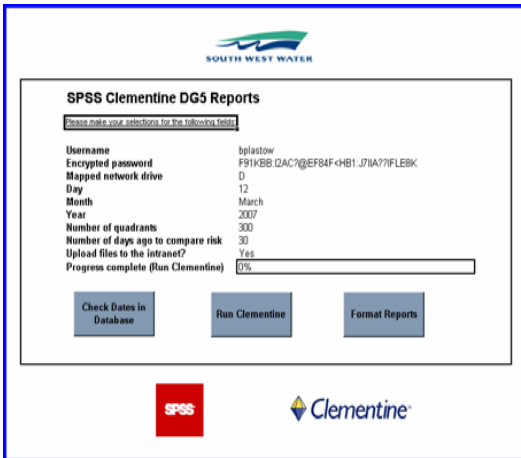 SOUTH WEST WATER
SPSS Clementine DG5 Reports
Please make your selections for the following fields:
Username bplastow
Encrypted password
Mapped network drive D
Day 12
Month March
Year 2007
Number of quadrants 300
Number of days ago to compare risk 30
Upload files to the intranet? Yes
Progress complete (Run Clementine) 0%
Check Dates in
Database
Run Clementine
Format Reports
SPSS
Clementine